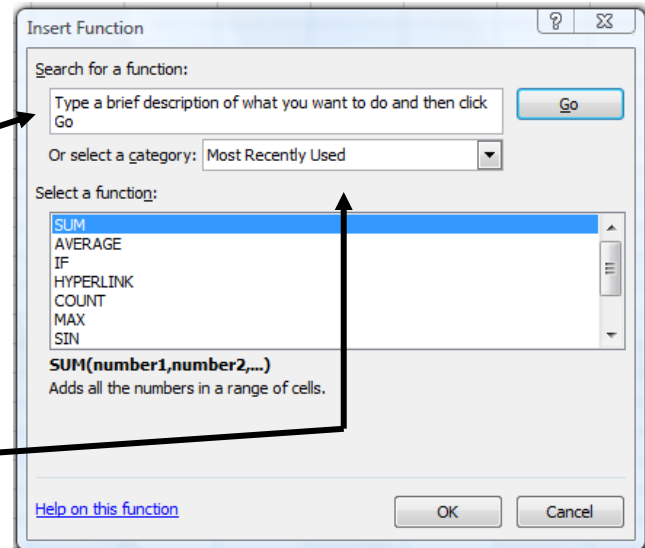 Insert Function
Search for a function:
Type a brief description of what you want to do and then click
Go
Go
Or select a category: Most Recently Used
Select a function:
SUM
AVERAGE
IF
HYPERLINK
COUNT
MAX
SIN
SUM(number1,number2,...)
Adds all the numbers in a range of cells.
Help on this function
OK
Cancel